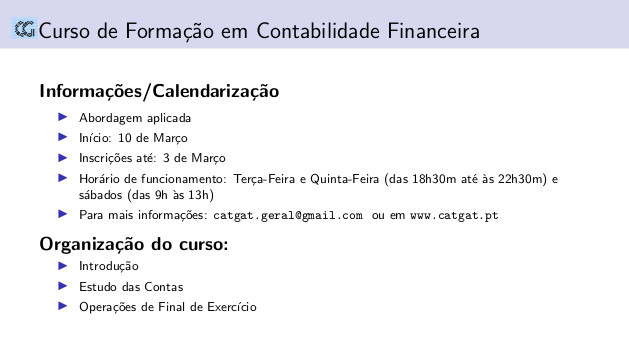 CGI Curso de Formação em Contabilidade Financeira
Informações/Calendarização
Abordagem aplicada
Início: 10 de Março
Inscrições até: 3 de Março
Horário de funcionamento: Terça-Feira e Quinta-Feira (das 18h30m até às 22h30m) e
sábados (das 9h às 13h)
Para mais informações: catgat.geral@gmail.com ou em www.catgat.pt
Organização do curso:
Introdução
Estudo das Contas
Operações de Final de Exercício